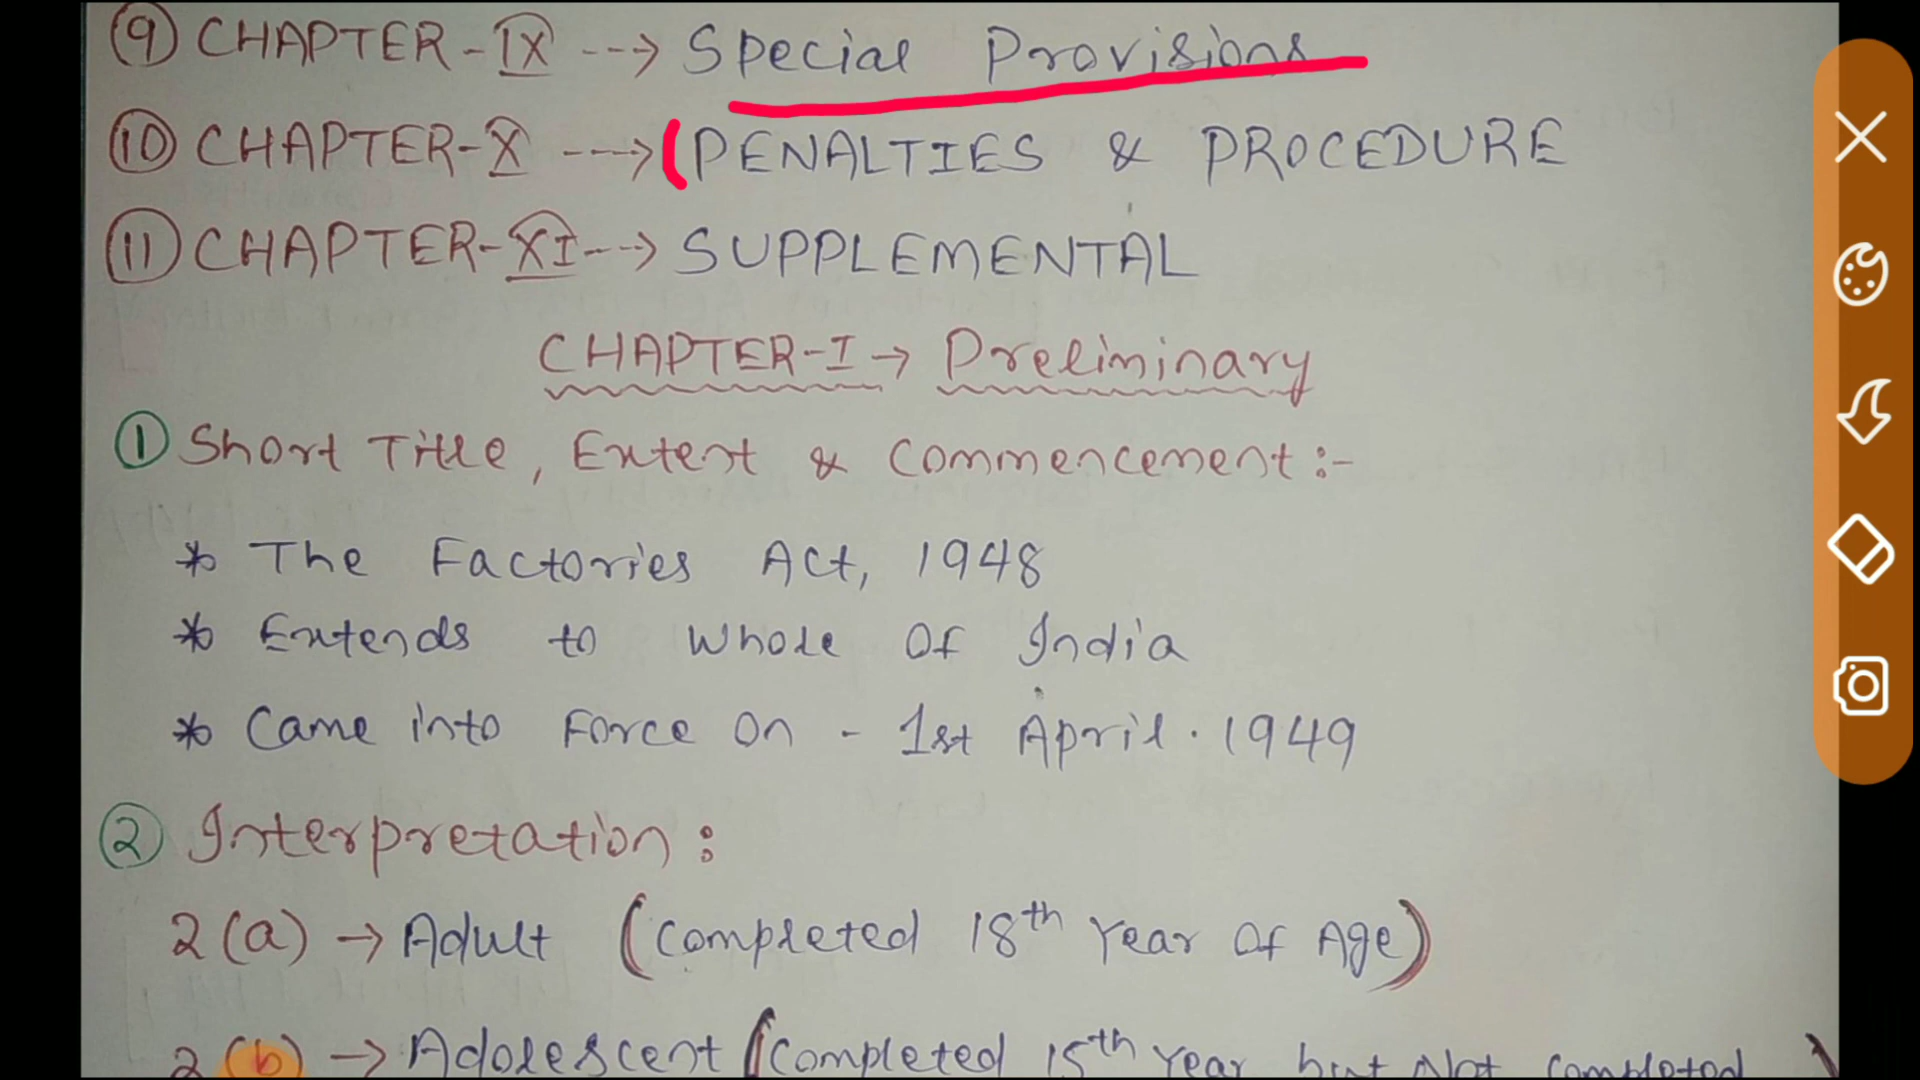 9 CHAPTER-IX ---> Special Provisions
10 CHAPTER-X ---> (PENALTIES & PROCEDURE
11 CHAPTER-XI --> SUPPLEMENTAL
CHAPTER-I → Preliminary
1 Short Title, Extent & Commencement :-
* The Factories Act, 1948
* Extends to whole of India
* Came into Force on - 1st April. 1949
2 Interpretation :
2(a) → Adult (completed 18th Year of Age)
2(b) → Adolescent (completed 15th Year but Not completed)